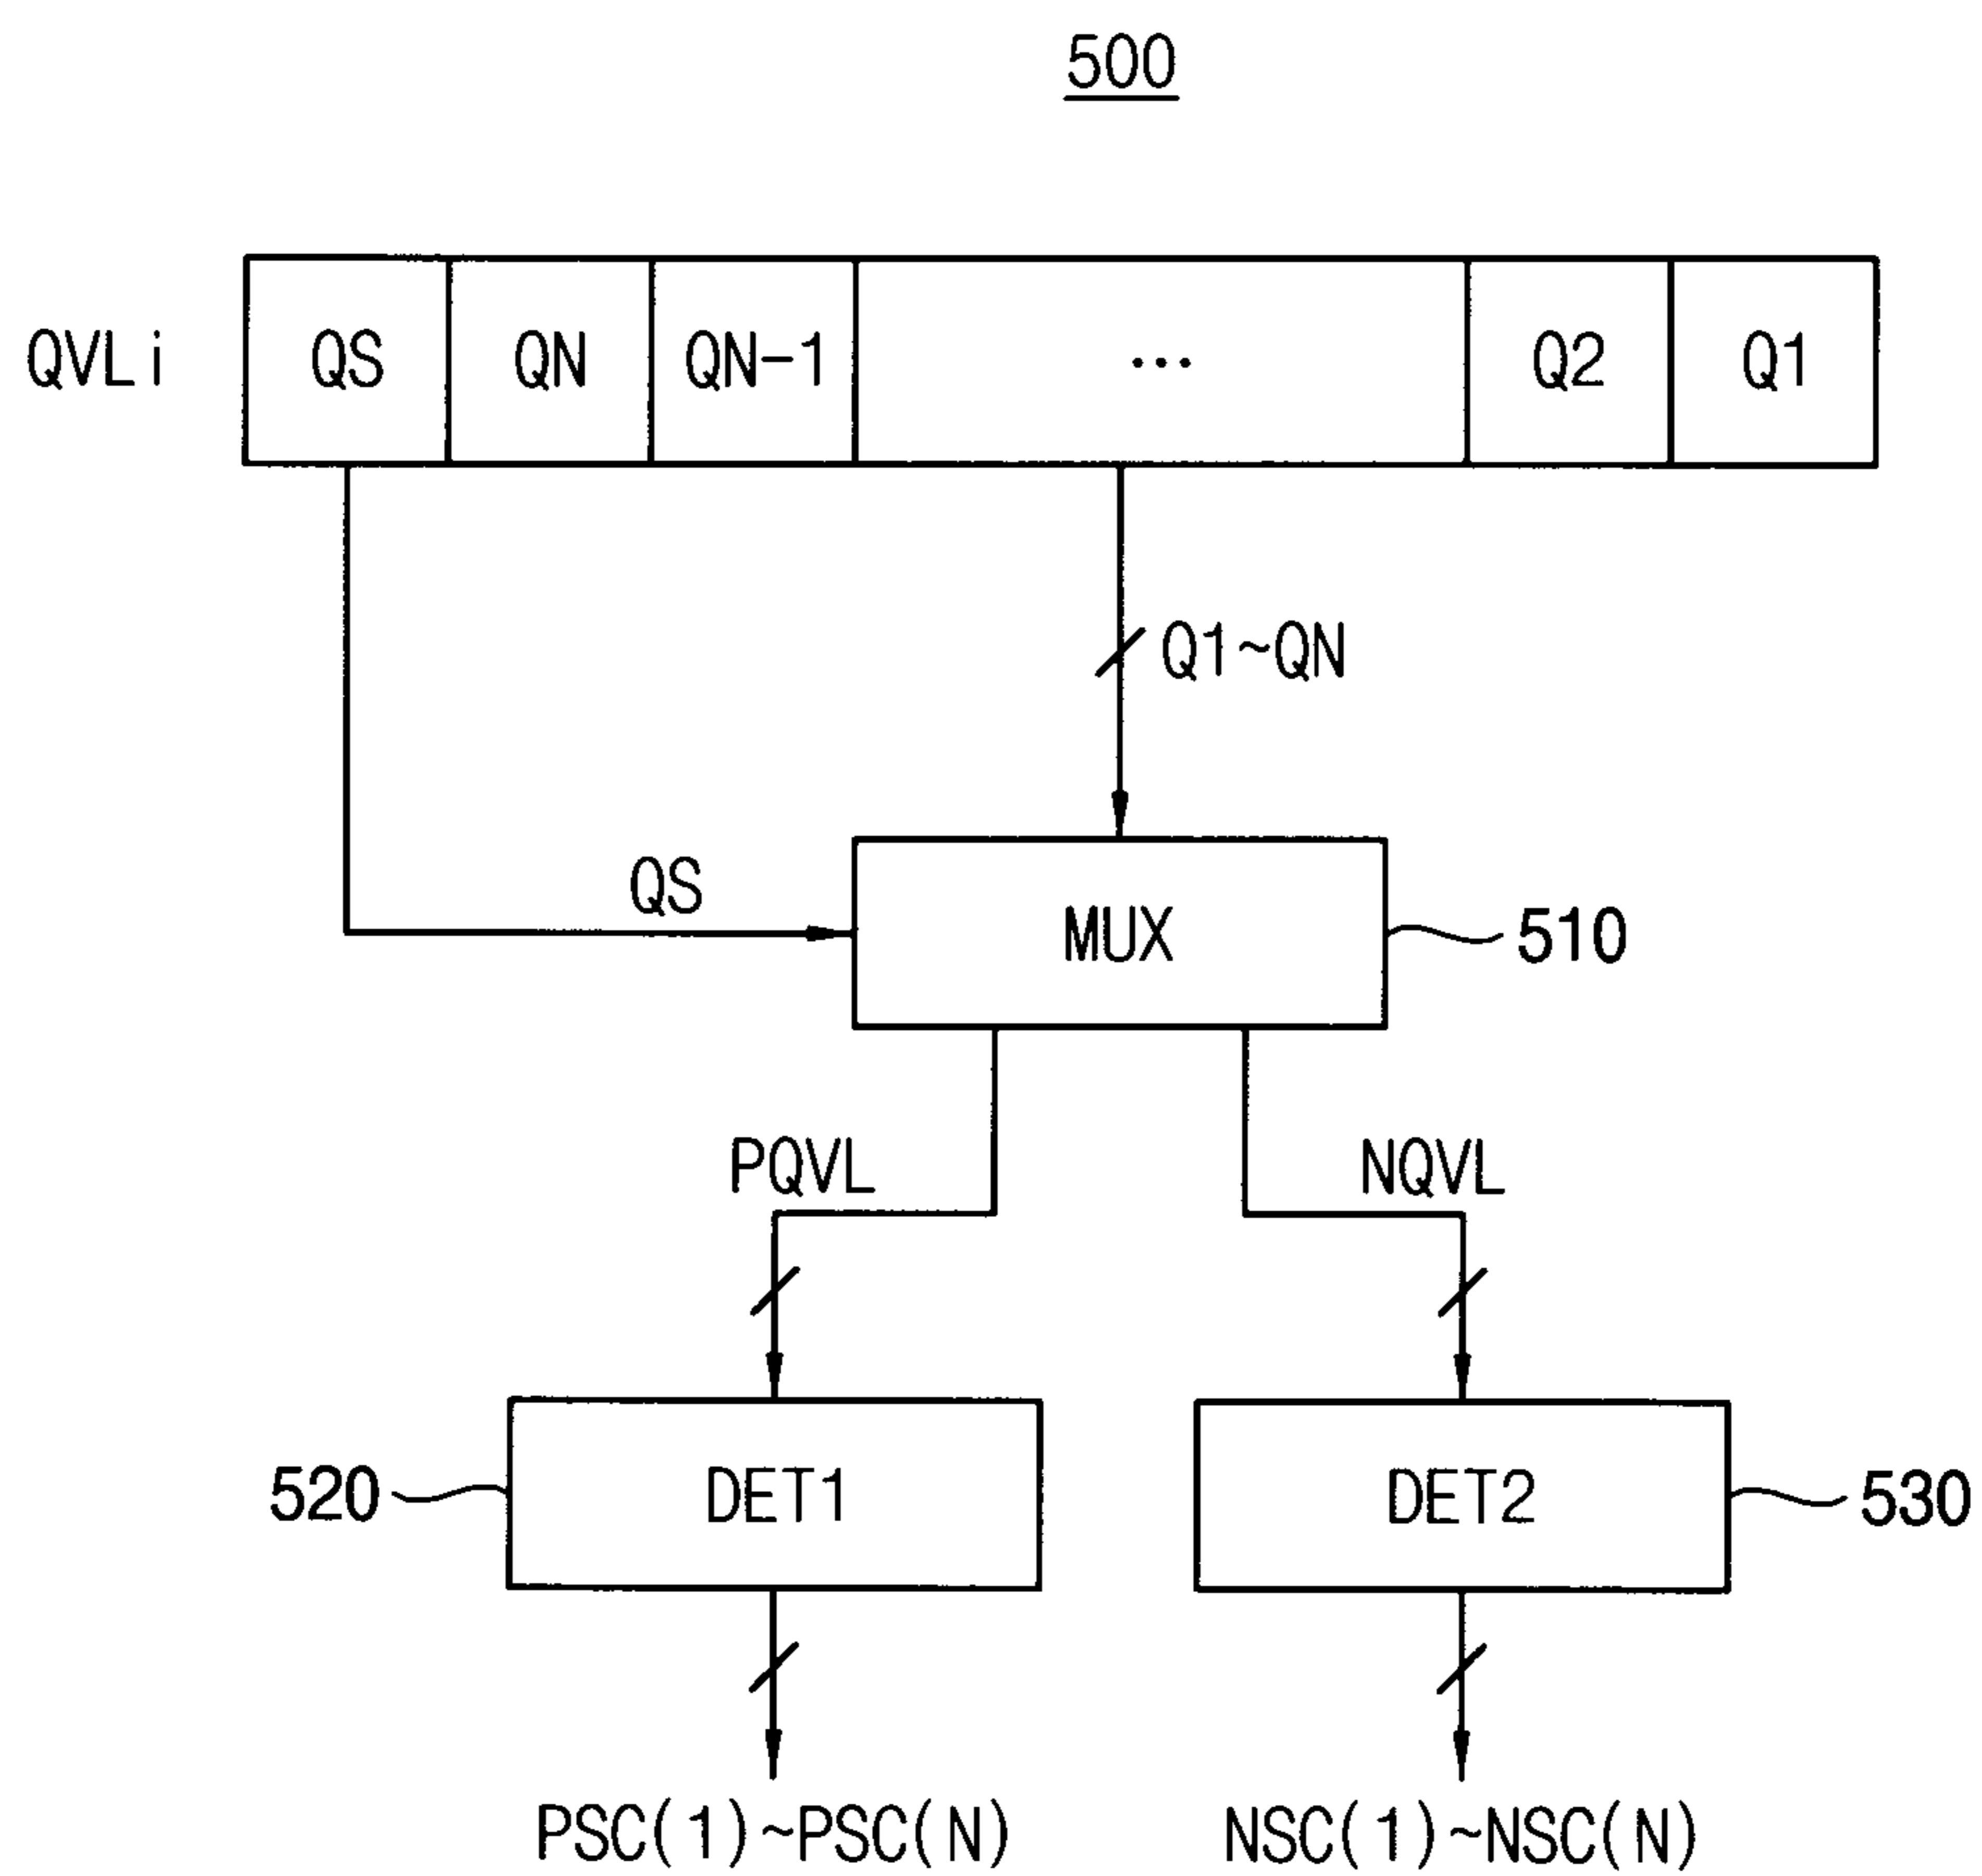 500
QVLi QS QN QN-1 ... Q2 Q1
Q1~QN
QS
MUX 510
PQVL NQVL
520 DET1 DET2 530
PSC(1)~PSC(N) NSC(1)~NSC(N)